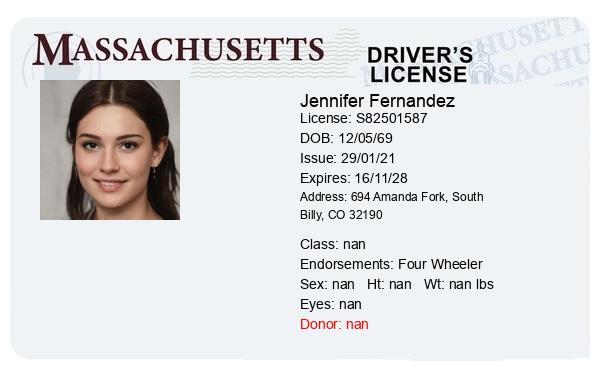 MASSACHUSETTS
DRIVER'S
LICENSE
Jennifer Fernandez
License: S82501587
DOB: 12/05/69
Issue: 29/01/21
Expires: 16/11/28
Address: 694 Amanda Fork, South
Billy, CO 32190
Class: nan
Endorsements: Four Wheeler
Sex: nan Ht: nan Wt: nan lbs
Eyes: nan
Donor: nan